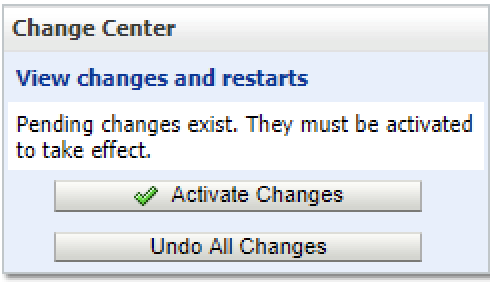 Change Center
View changes and restarts
Pending changes exist. They must be activated
to take effect.
Activate Changes
Undo All Changes